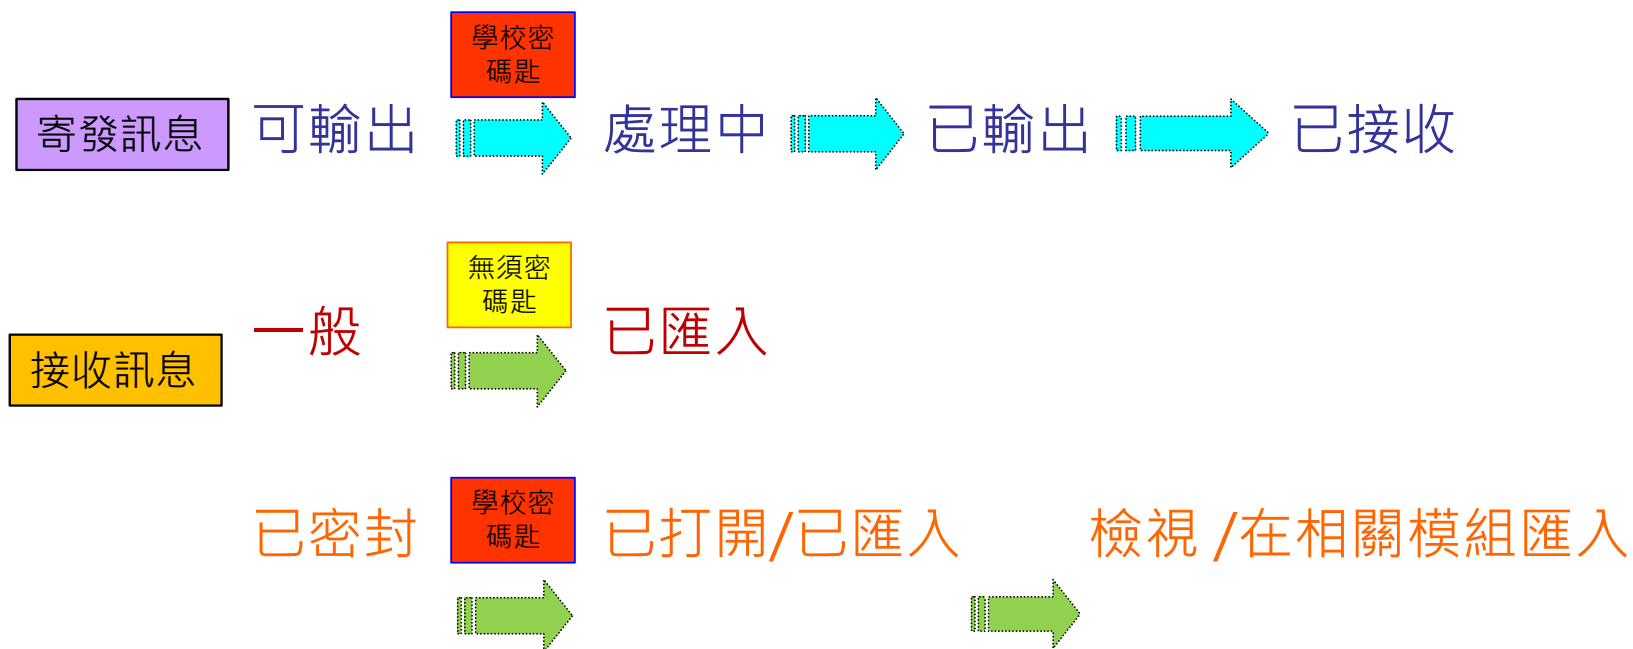 學校密
碼匙
寄發訊息 可輸出 處理中 已輸出 已接收
無須密
碼匙
一般 已匯入
接收訊息
學校密
碼匙
已密封 已打開/已匯入 檢視 /在相關模組匯入